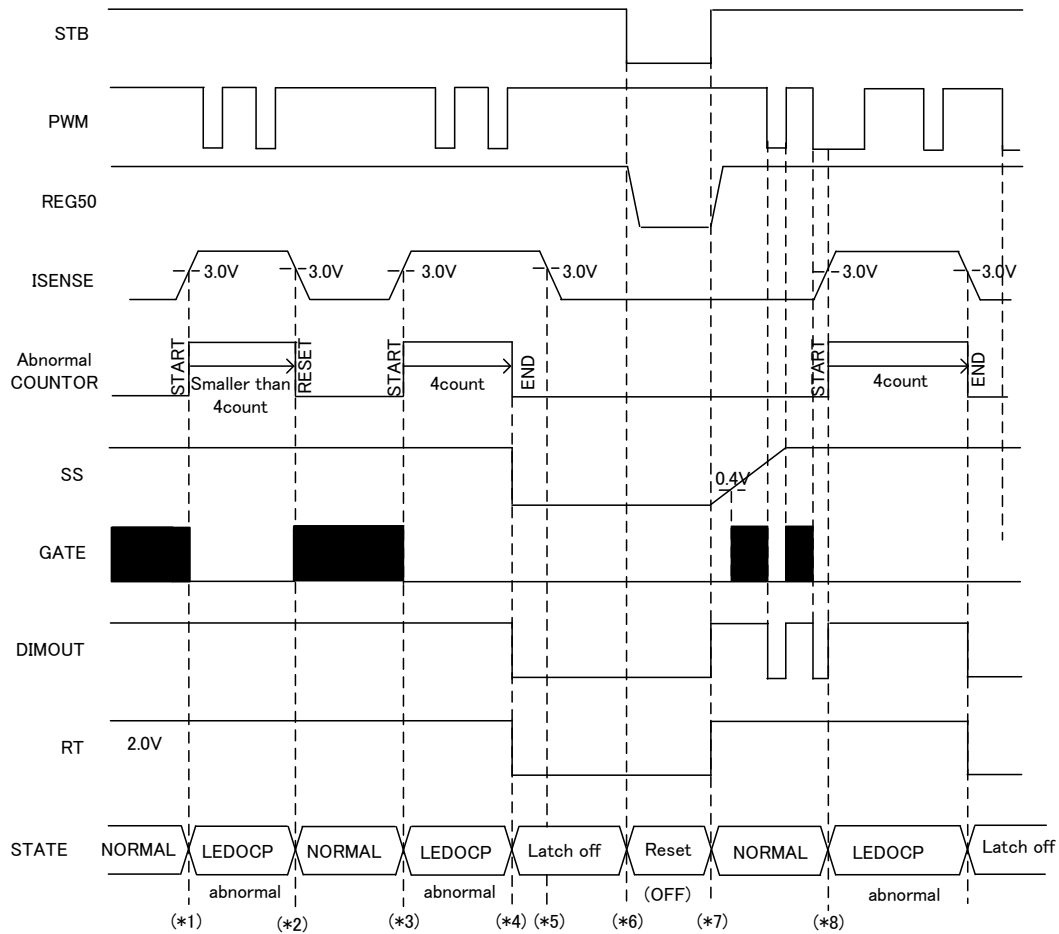 STB
PWM
REG50
ISENSE
3.0V
3.0V
3.0V
3.0V
3.0V
3.0V
Abnormal
COUNTOR
START
Smaller than
4count
RESET
START
4count
END
START
4count
END
SS
0.4V
GATE
DIMOUT
RT
2.0V
STATE
NORMAL
LEDOCP
NORMAL
LEDOCP
Latch off
Reset
NORMAL
LEDOCP
Latch off
abnormal
abnormal
(OFF)
abnormal
(*1)
(*2)
(*3)
(*4)
(*5)
(*6)
(*7)
(*8)